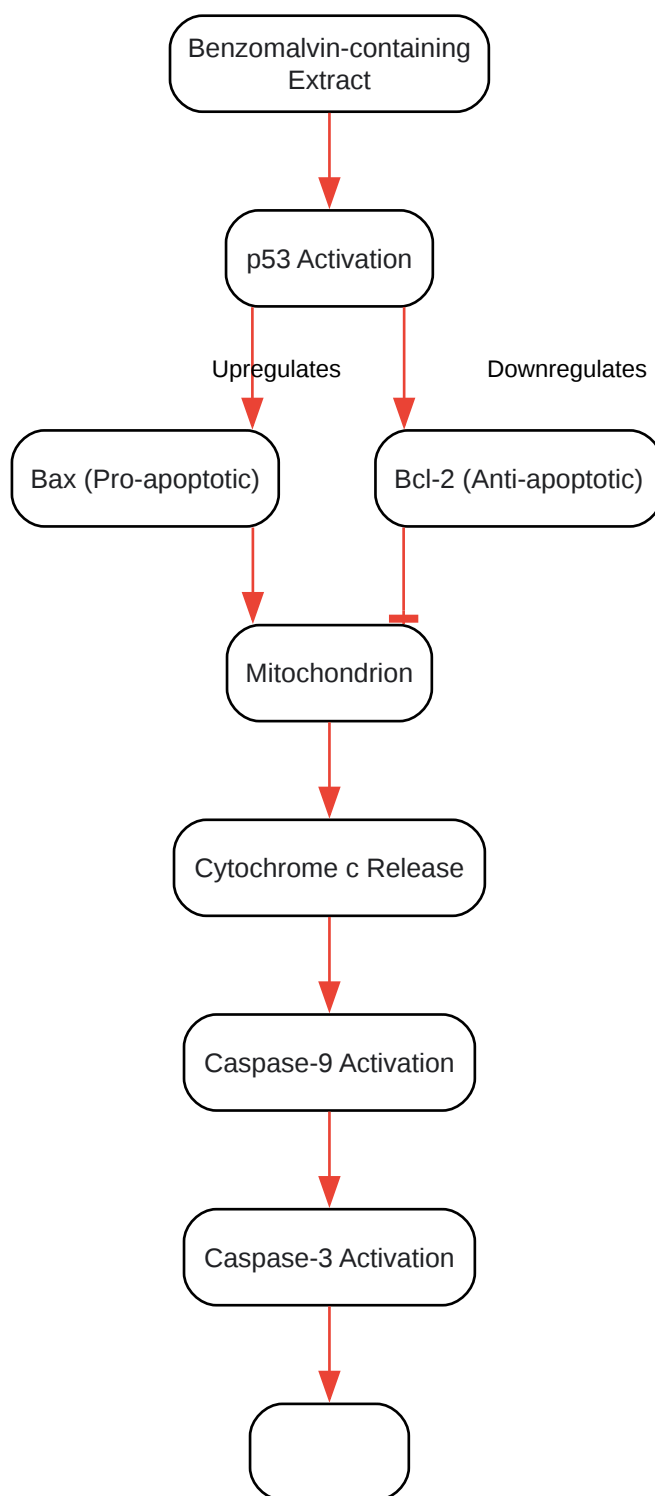 Benzomalvin-containing
Extract
p53 Activation
Upregulates
Downregulates
Bax (Pro-apoptotic)
Bcl-2 (Anti-apoptotic)
Mitochondrion
Cytochrome c Release
Caspase-9 Activation
Caspase-3 Activation